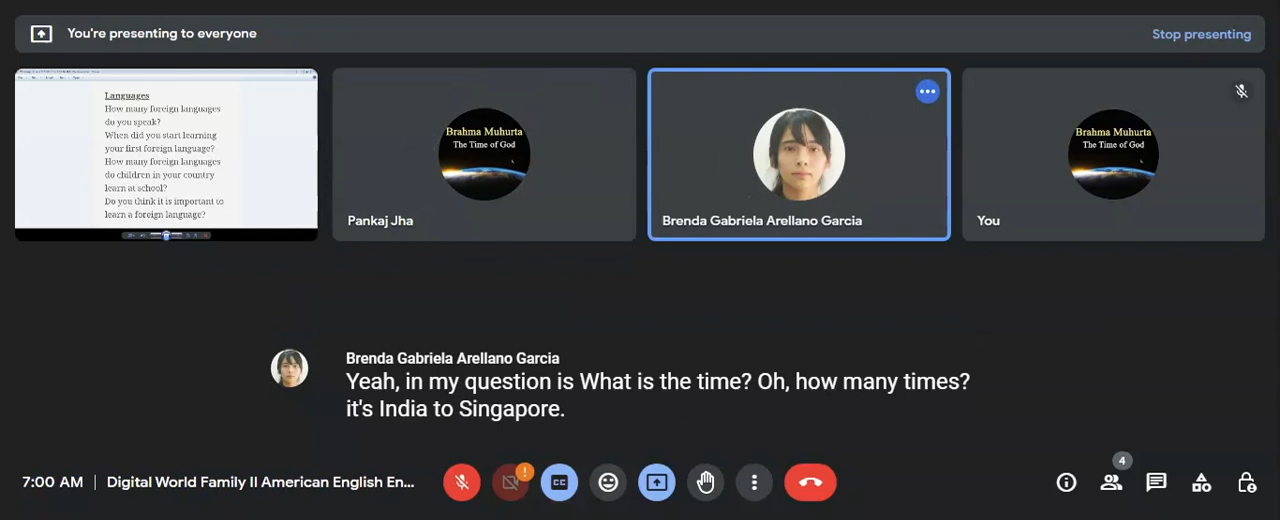 You're presenting to everyone
Stop presenting
Languages
How many foreign languages
do you speak?
When did you start learning
your first foreign language?
How many foreign languages
do children in your country
learn at school?
Do you think it is important to
learn a foreign language?
Brahma Muhurta
The Time of God
Pankaj Jha
Brenda Gabriela Arellano Garcia
Brahma Muhurta
The Time of God
You
Brenda Gabriela Arellano Garcia
Yeah, in my question is What is the time? Oh, how many times?
it's India to Singapore.
4
7:00 AM | Digital World Family II American English En...
CC